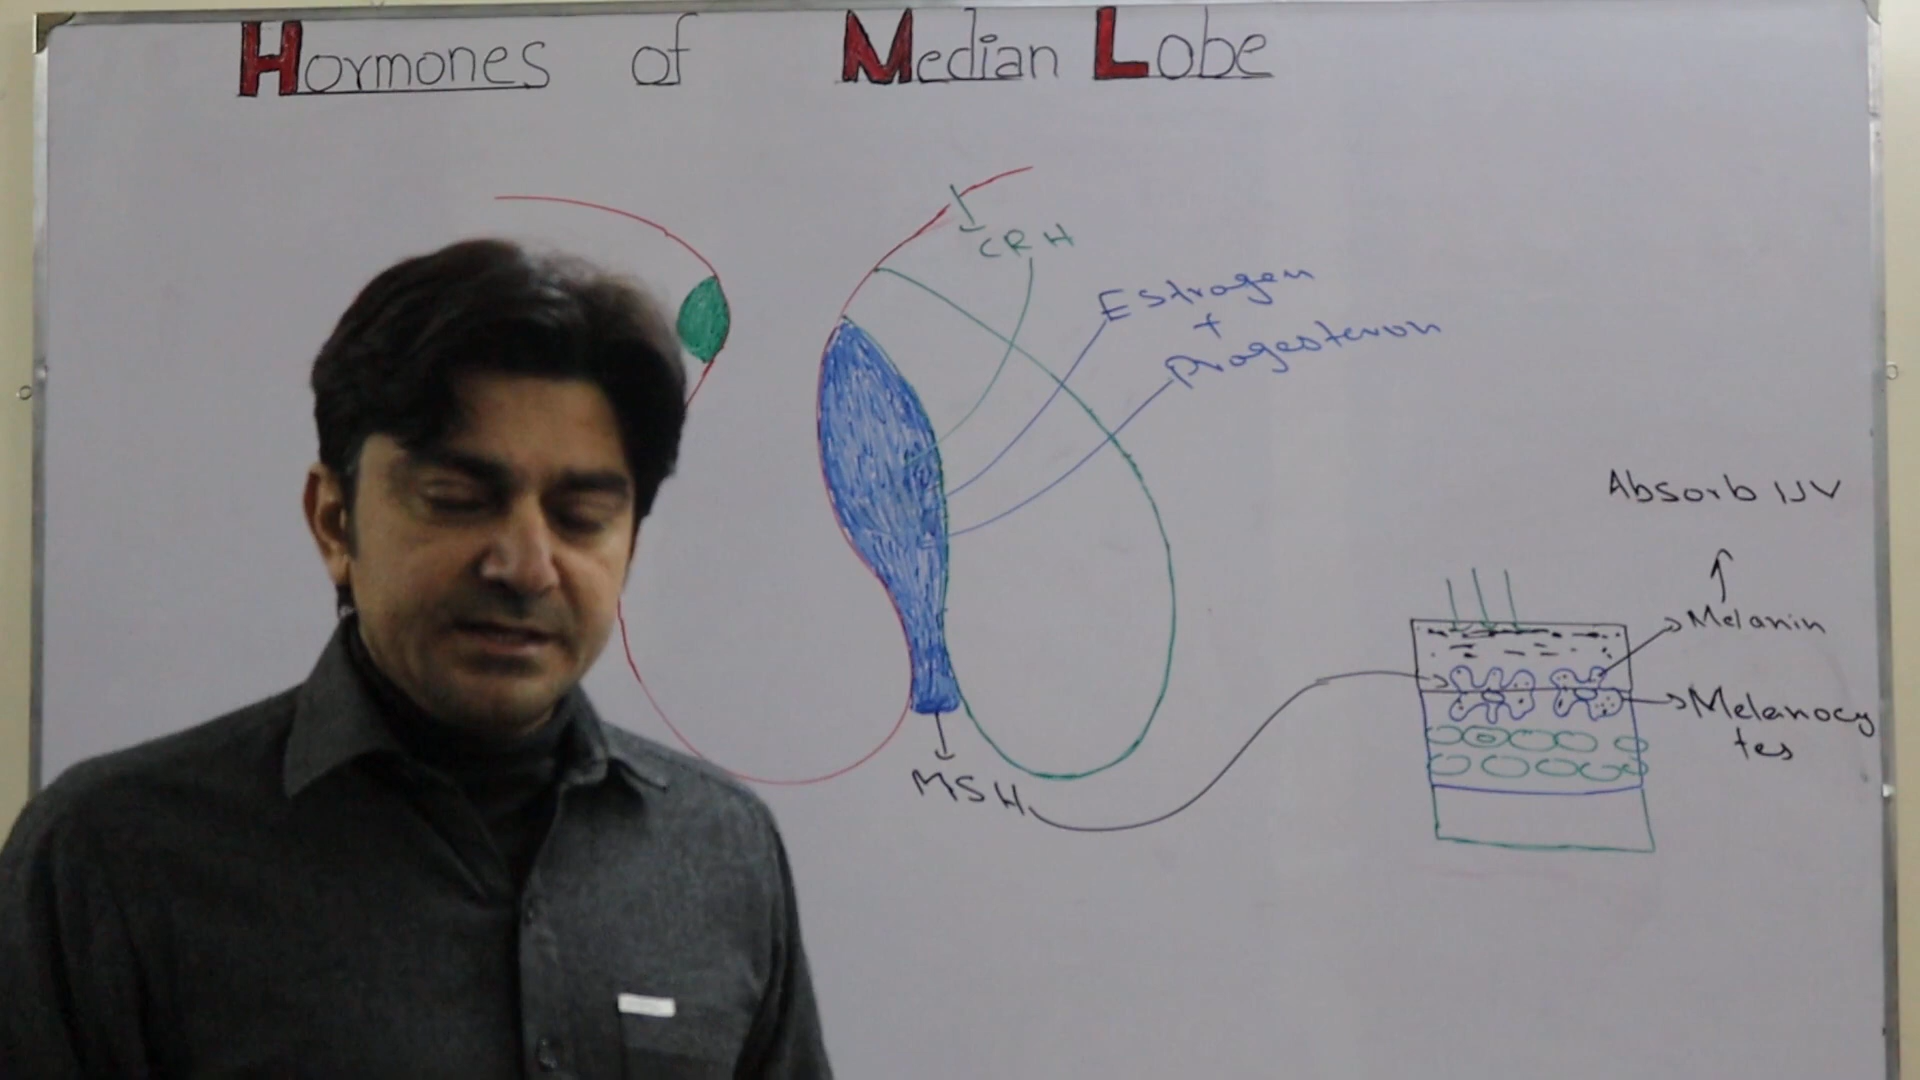 Hormones of Median Lobe
CRH
Estrogen
+
Progesteron
Absorb UV
Melanin
Melanocy
tes
MSH